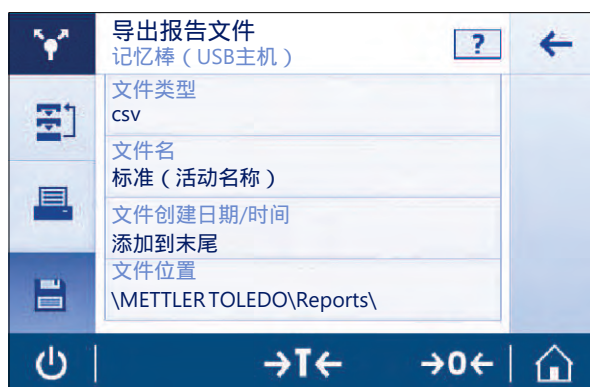 导出报告文件
记忆棒（USB主机）
?
文件类型
csv
文件名
标准（活动名称）
文件创建日期/时间
添加到末尾
文件位置
\METTLER TOLEDO\Reports\
→T← →0←